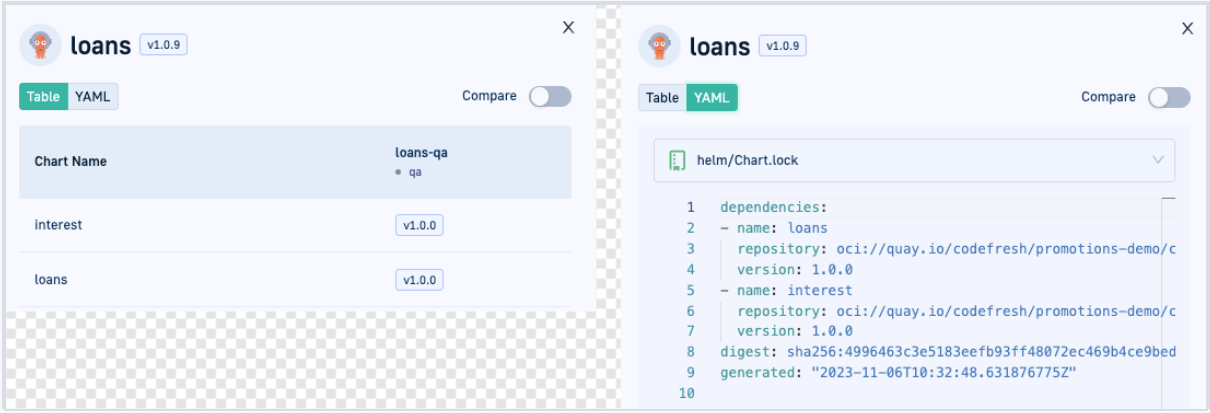 loans v1.0.9 X
Table YAML Compare
Chart Name loans-qa
qa
interest v1.0.0
loans v1.0.0
loans v1.0.9 X
Table YAML Compare
helm/Chart.lock
1 dependencies:
2 - name: loans
3 repository: oci://quay.io/codefresh/promotions-demo/c
4 version: 1.0.0
5 - name: interest
6 repository: oci://quay.io/codefresh/promotions-demo/c
7 version: 1.0.0
8 digest: sha256:4996463c3e5183eefb93ff48072ec469b4ce9bed
9 generated: "2023-11-06T10:32:48.631876775Z"
10